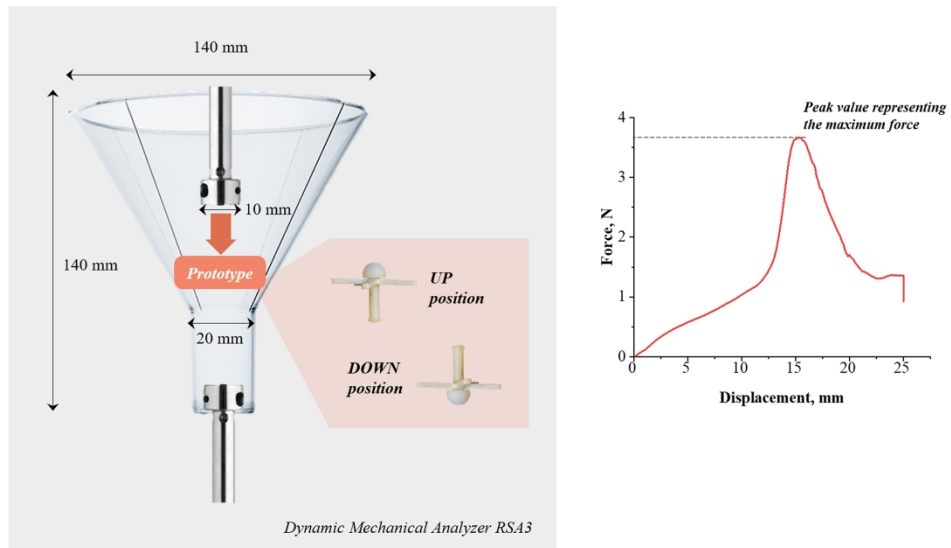 140 mm
10 mm
140 mm
Prototype
UP
position
20 mm
DOWN
position
Dynamic Mechanical Analyzer RSA3
Peak value representing
the maximum force
4
3
2
1
0
Force, N
0
5
10
15
20
25
Displacement, mm